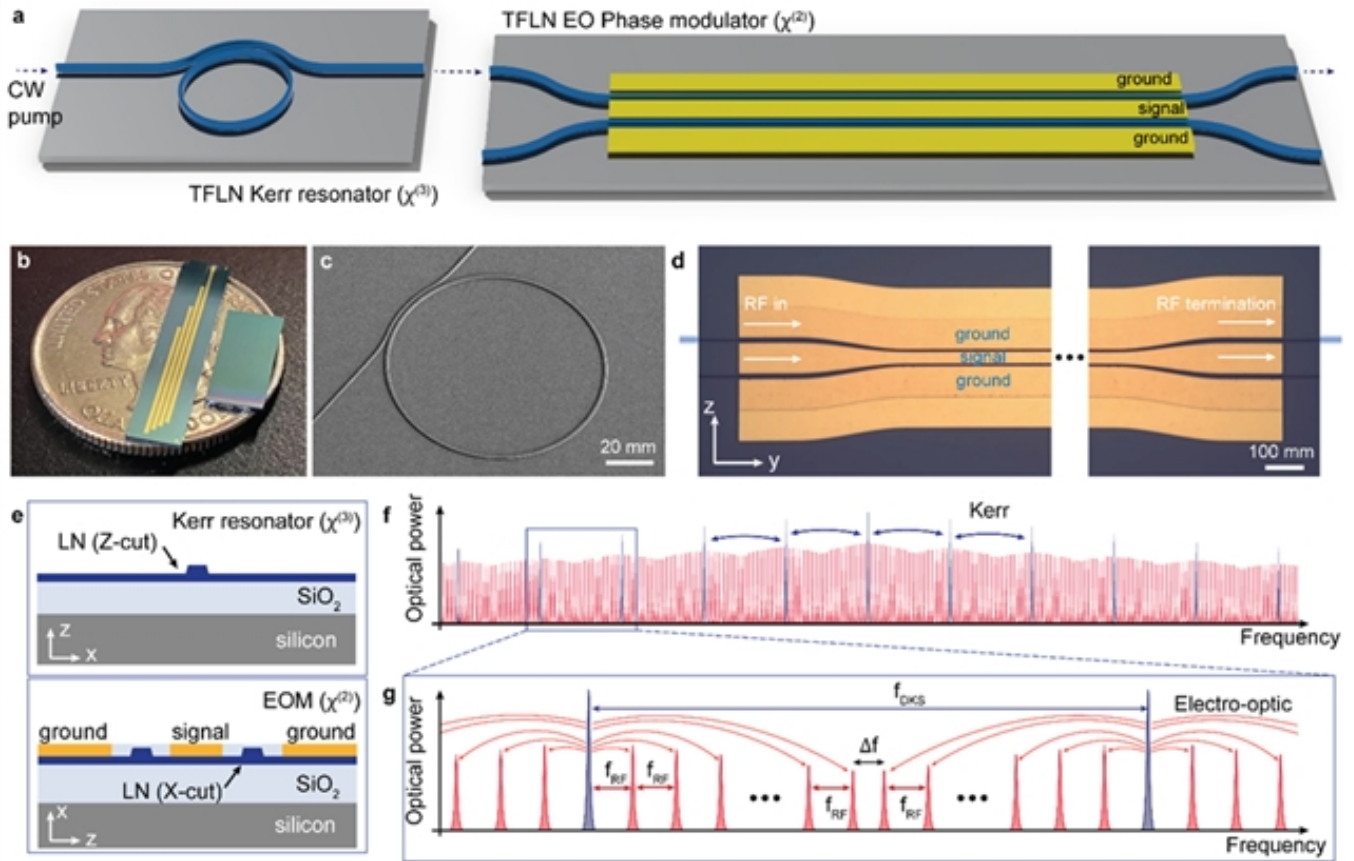 a
TFLN EO Phase modulator (χ(2))
CW
pump
ground
signal
ground
TFLN Kerr resonator (χ(3))
b
c
20 mm
d
RF in
RF termination
ground
signal
ground
z
y
100 mm
e
Kerr resonator (χ(3))
LN (Z-cut)
SiO2
silicon
z
x
EOM (χ(2))
ground signal ground
LN (X-cut)
SiO2
silicon
x
z
f
Optical power
Kerr
Frequency
g
Optical power
fDKS
Electro-optic
Δf
fRF
fRF
fRF
fRF
Frequency